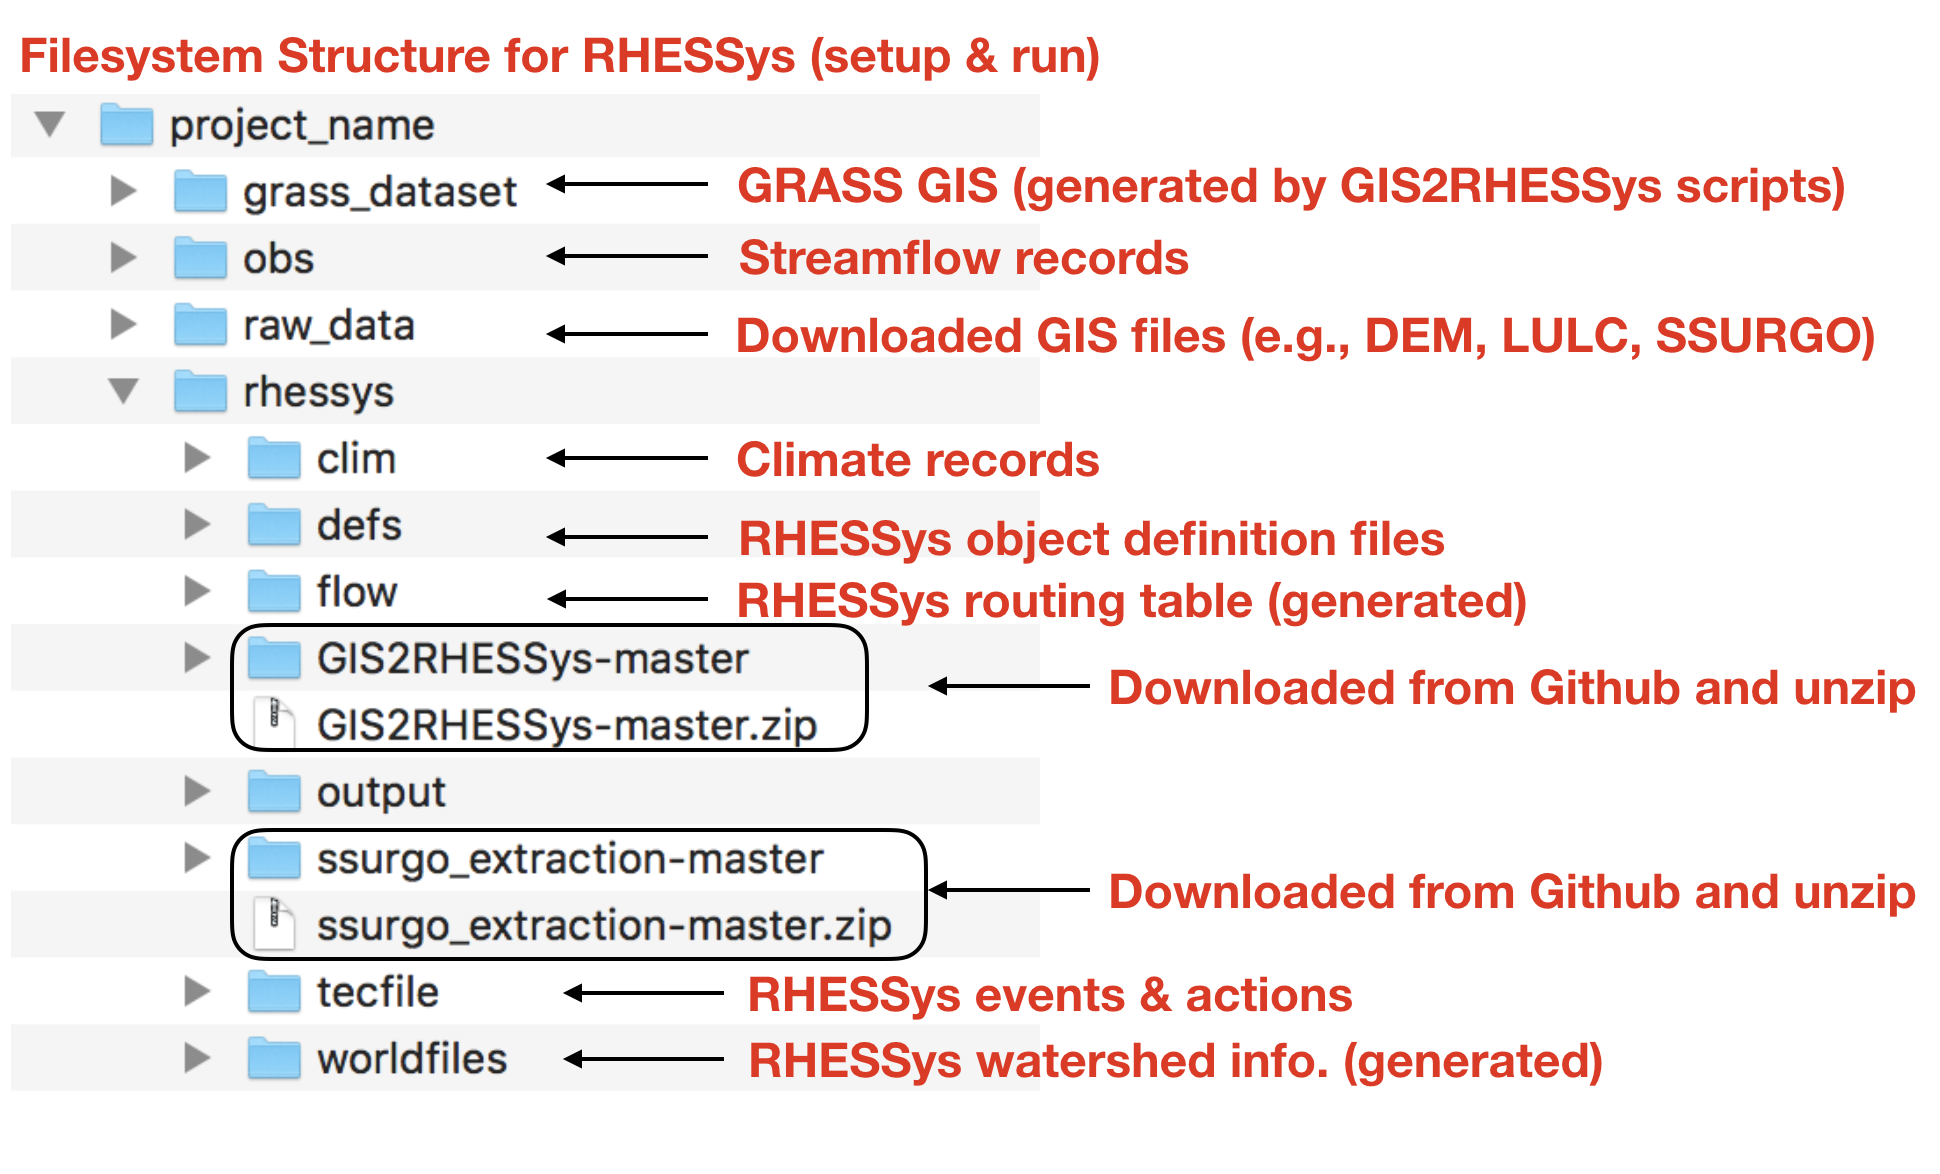 Filesystem Structure for RHESSys (setup & run)
project_name
grass_dataset GRASS GIS (generated by GIS2RHESSys scripts)
obs Streamflow records
raw_data Downloaded GIS files (e.g., DEM, LULC, SSURGO)
rhessys
clim Climate records
defs RHESSys object definition files
flow RHESSys routing table (generated)
GIS2RHESSys-master
Downloaded from Github and unzip
GIS2RHESSys-master.zip
output
ssurgo_extraction-master
Downloaded from Github and unzip
ssurgo_extraction-master.zip
tecfile RHESSys events & actions
worldfiles RHESSys watershed info. (generated)